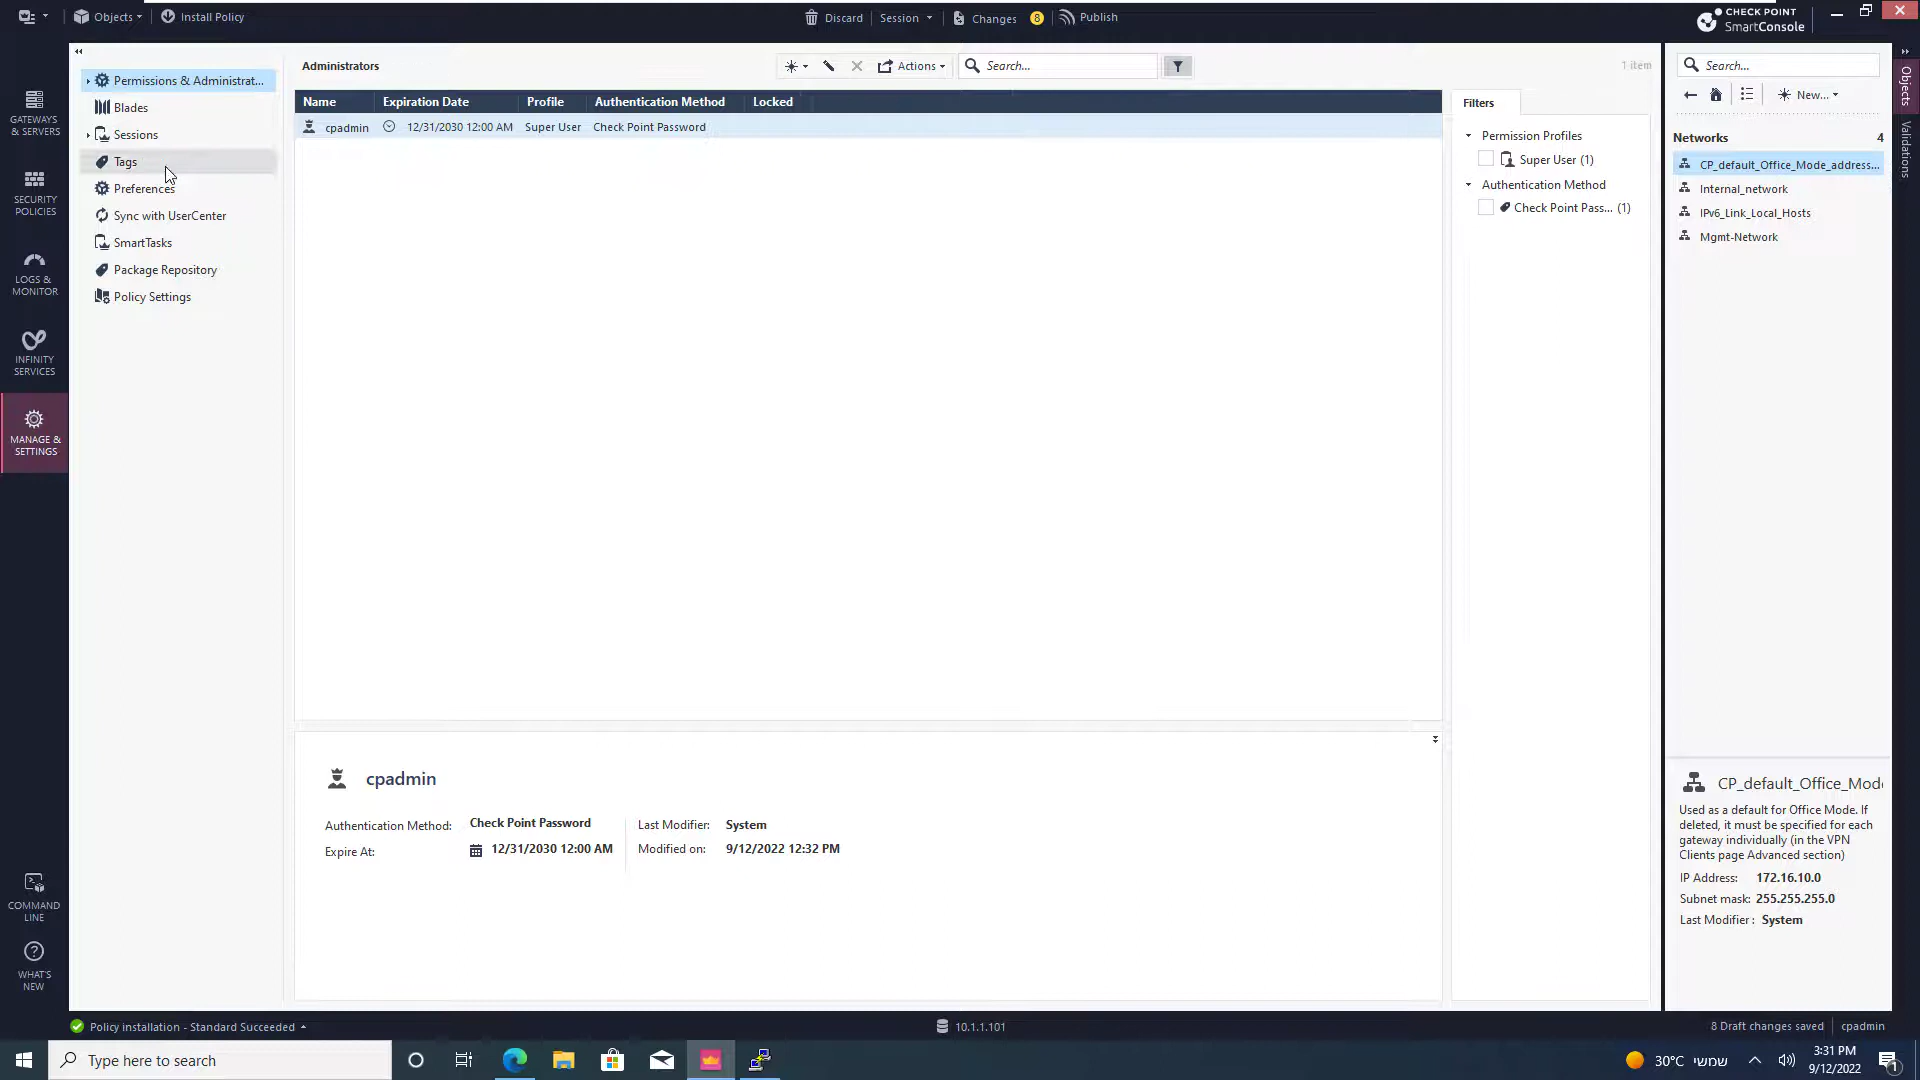 Objects
Install Policy
Discard
Session
Changes
8
Publish
CHECK POINT
SmartConsole
GATEWAYS
& SERVERS
SECURITY
POLICIES
LOGS &
MONITOR
INFINITY
SERVICES
MANAGE &
SETTINGS
COMMAND
LINE
WHAT'S
NEW
Permissions & Administrat...
Blades
Sessions
Tags
Preferences
Sync with UserCenter
SmartTasks
Package Repository
Policy Settings
Administrators
Actions
Search...
1 item
Name Expiration Date Profile Authentication Method Locked
cpadmin 12/31/2030 12:00 AM Super User Check Point Password
Filters
Permission Profiles
Super User (1)
Authentication Method
Check Point Pass... (1)
cpadmin
Authentication Method: Check Point Password
Expire At: 12/31/2030 12:00 AM
Last Modifier: System
Modified on: 9/12/2022 12:32 PM
Search...
New...
Networks 4
CP_default_Office_Mode_address...
Internal_network
IPv6_Link_Local_Hosts
Mgmt-Network
CP_default_Office_Mode
Used as a default for Office Mode. If
deleted, it must be specified for each
gateway individually (in the VPN
Clients page Advanced section)
IP Address: 172.16.10.0
Subnet mask: 255.255.255.0
Last Modifier: System
Objects
Validations
Policy installation - Standard Succeeded
10.1.1.101
8 Draft changes saved
cpadmin
Type here to search
30°C שמשי
3:31 PM
9/12/2022
1